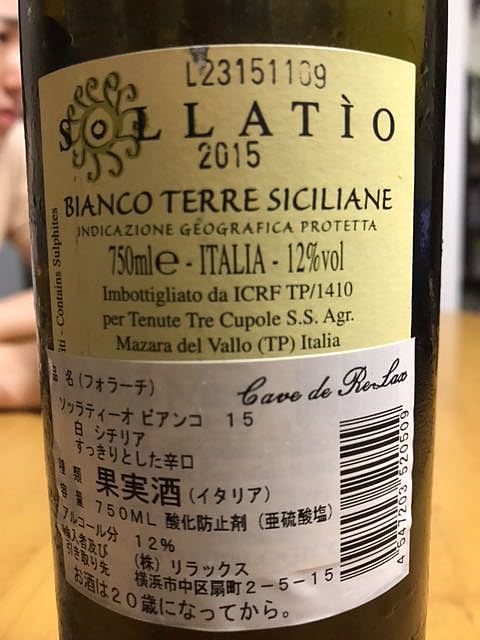 L23151109
SOLLATÌO
2015
BIANCO TERRE SICILIANE
INDICAZIONE GEOGRAFICA PROTETTA
750ml e - ITALIA - 12%vol
Imbottigliato da ICRF TP/1410
per Tenute Tre Cupole S.S. Agr.
Mazara del Vallo (TP) Italia
Contains Sulphites
Cave de ReLax
名 (フォラーチ)
ソッラティーオ ビアンコ 15
白 シチリア
すっきりとした辛口
種類 果実酒 (イタリア)
容量 750ML 酸化防止剤 (亜硫酸塩)
アルコール分 12%
輸入者及び
引き取り先 (株) リラックス
横浜市中区扇町2-5-15
お酒は20歳になってから。
4 547203 520509